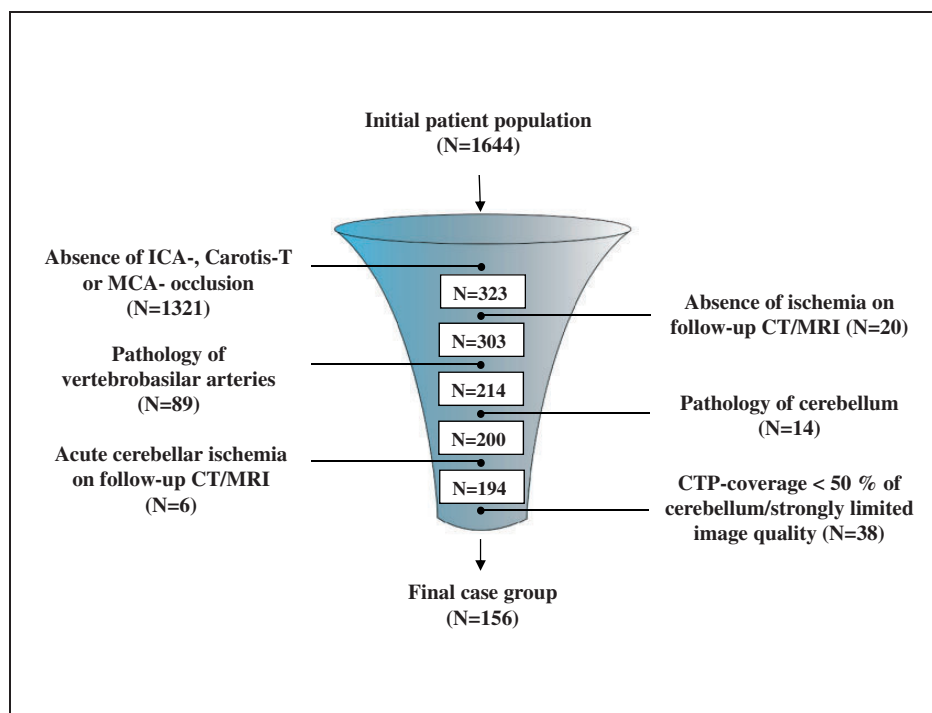 Initial patient population
(N=1644)
Absence of ICA-, Carotis-T
or MCA- occlusion
(N=1321)
N=323
Absence of ischemia on
follow-up CT/MRI (N=20)
N=303
Pathology of
vertebrobasilar arteries
(N=89)
N=214
Pathology of cerebellum
(N=14)
N=200
Acute cerebellar ischemia
on follow-up CT/MRI
(N=6)
N=194
CTP-coverage < 50 % of
cerebellum/strongly limited
image quality (N=38)
Final case group
(N=156)